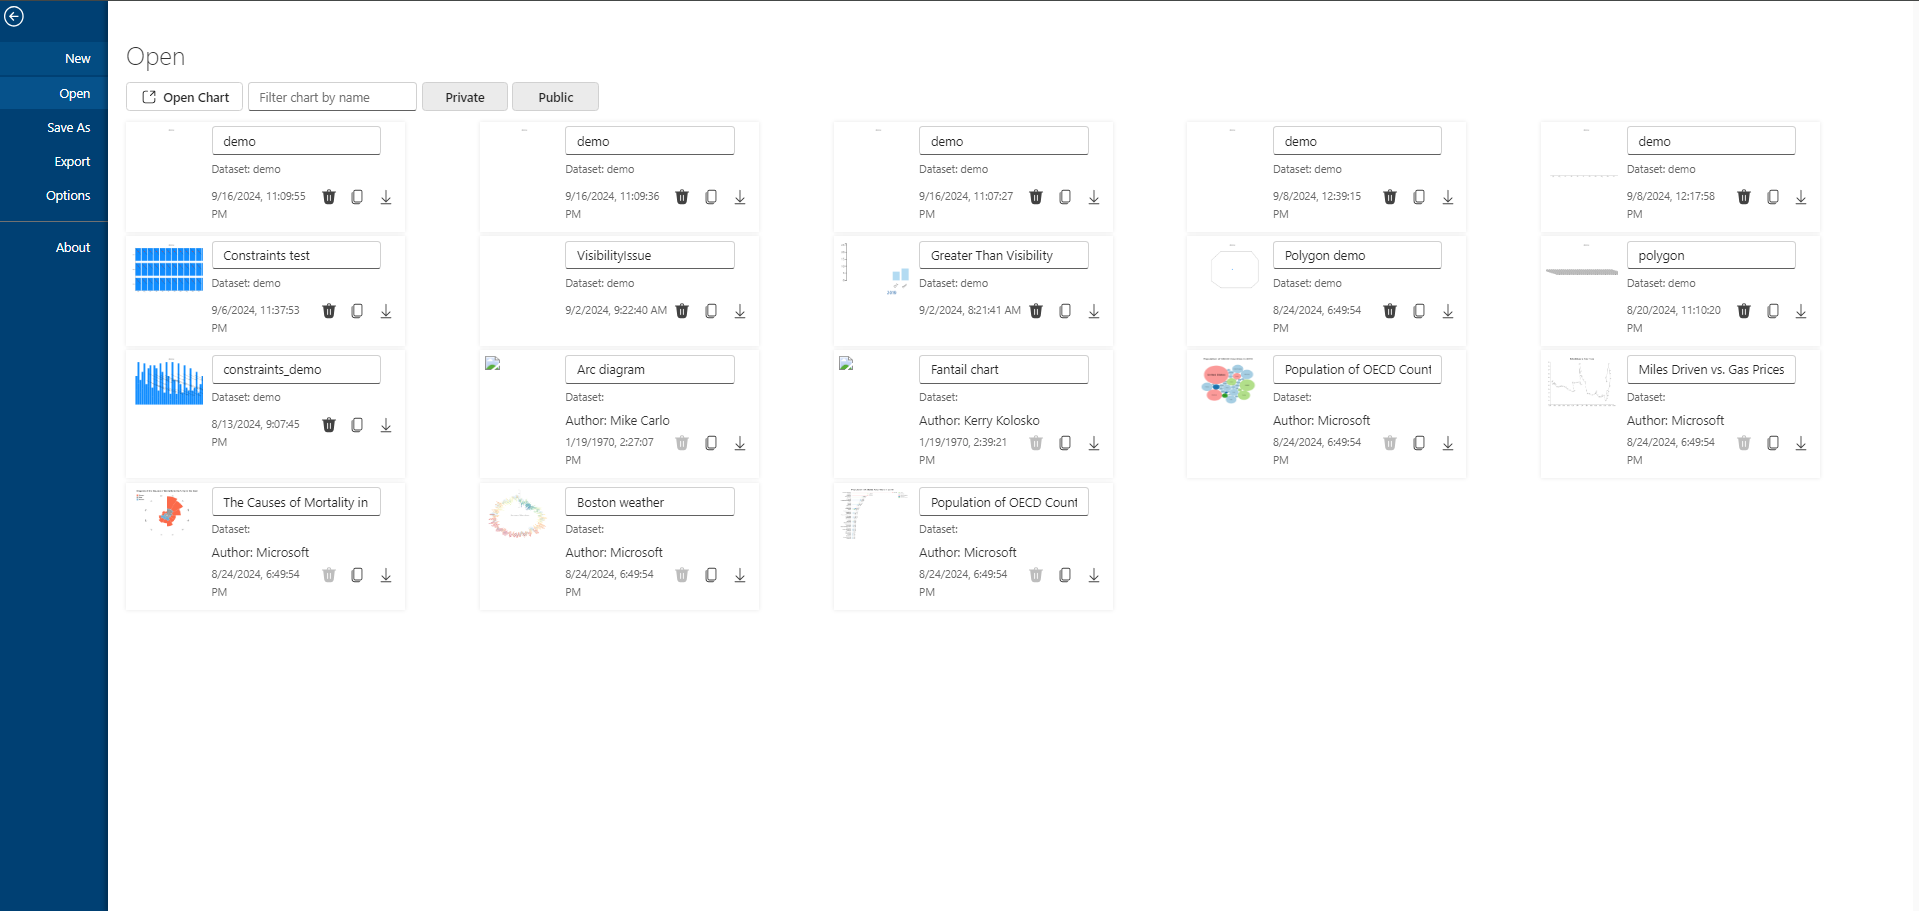 New
Open
Save As
Export
Options
About
Open
Open Chart
Filter chart by name
Private
Public
demo
Dataset: demo
9/16/2024, 11:09:55
PM
demo
Dataset: demo
9/16/2024, 11:09:36
PM
demo
Dataset: demo
9/16/2024, 11:07:27
PM
demo
Dataset: demo
9/8/2024, 12:39:15
PM
demo
Dataset: demo
9/8/2024, 12:17:58
PM
Constraints test
Dataset: demo
9/6/2024, 11:37:53
PM
VisibilityIssue
Dataset: demo
9/2/2024, 9:22:40 AM
Greater Than Visibility
Dataset: demo
9/2/2024, 8:21:41 AM
Polygon demo
Dataset: demo
8/24/2024, 6:49:54
PM
polygon
Dataset: demo
8/20/2024, 11:10:20
PM
constraints_demo
Dataset: demo
8/13/2024, 9:07:45
PM
Arc diagram
Dataset:
Author: Mike Carlo
1/19/1970, 2:27:07
PM
Fantail chart
Dataset:
Author: Kerry Kolosko
1/19/1970, 2:39:21
PM
Population of OECD Count
Dataset:
Author: Microsoft
8/24/2024, 6:49:54
PM
Miles Driven vs. Gas Prices
Dataset:
Author: Microsoft
8/24/2024, 6:49:54
PM
The Causes of Mortality in
Dataset:
Author: Microsoft
8/24/2024, 6:49:54
PM
Boston weather
Dataset:
Author: Microsoft
8/24/2024, 6:49:54
PM
Population of OECD Count
Dataset:
Author: Microsoft
8/24/2024, 6:49:54
PM